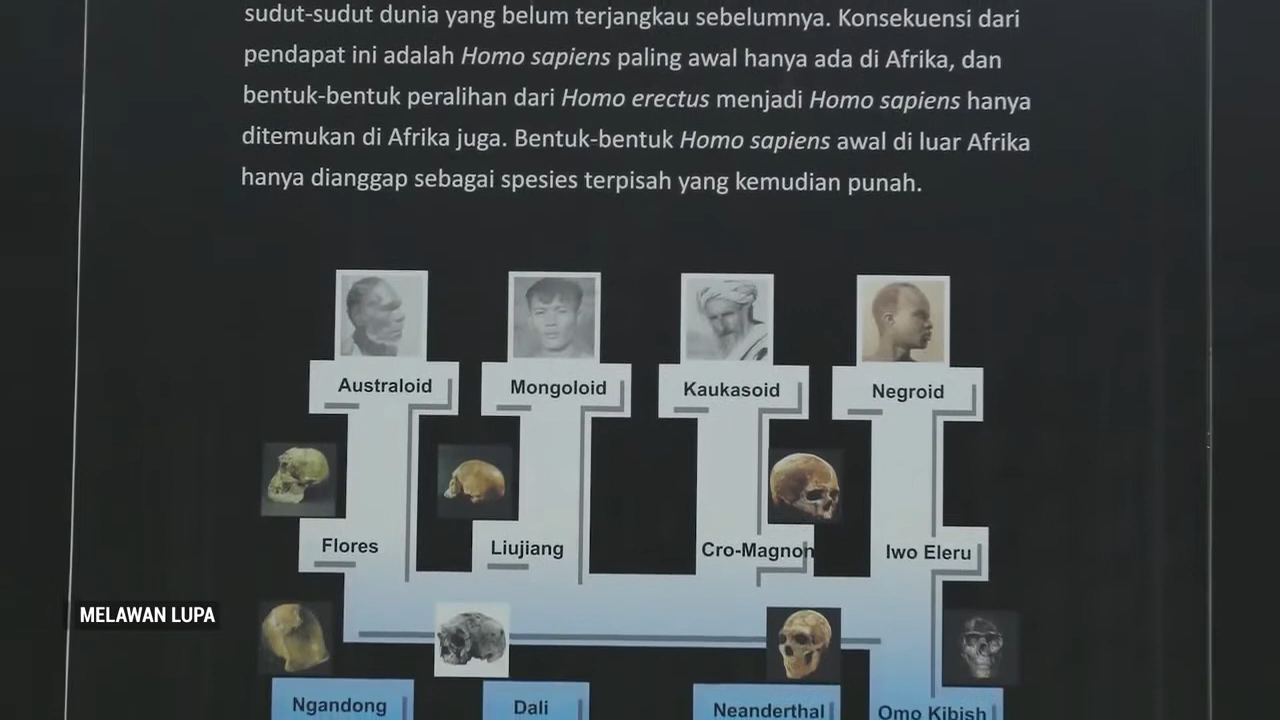 sudut-sudut dunia yang belum terjangkau sebelumnya. Konsekuensi dari
pendapat ini adalah Homo sapiens paling awal hanya ada di Afrika, dan
bentuk-bentuk peralihan dari Homo erectus menjadi Homo sapiens hanya
ditemukan di Afrika juga. Bentuk-bentuk Homo sapiens awal di luar Afrika
hanya dianggap sebagai spesies terpisah yang kemudian punah.
Australoid
Mongoloid
Kaukasoid
Negroid
Flores
Liujiang
Cro-Magnon
Iwo Eleru
MELAWAN LUPA
Ngandong
Dali
Neanderthal
Omo Kibish